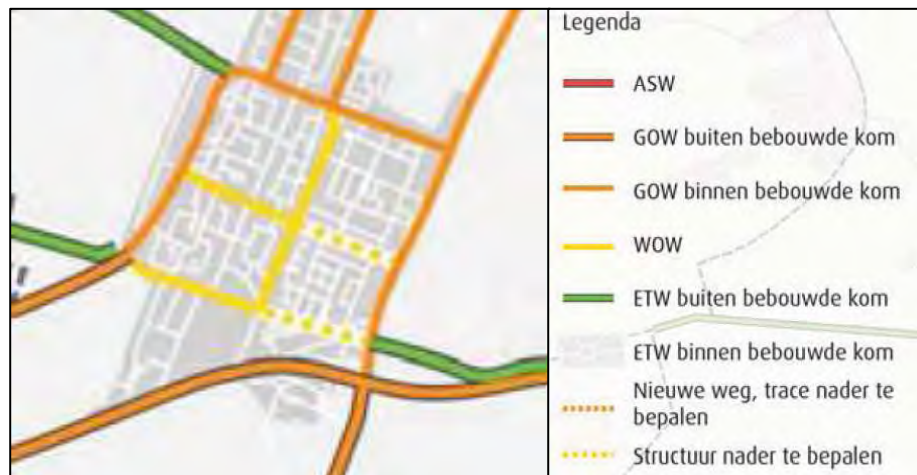 Legenda
ASW
GOW buiten bebouwde kom
GOW binnen bebouwde kom
WOW
ETW buiten bebouwde kom
ETW binnen bebouwde kom
Nieuwe weg, trace nader te
bepalen
Structuur nader te bepalen